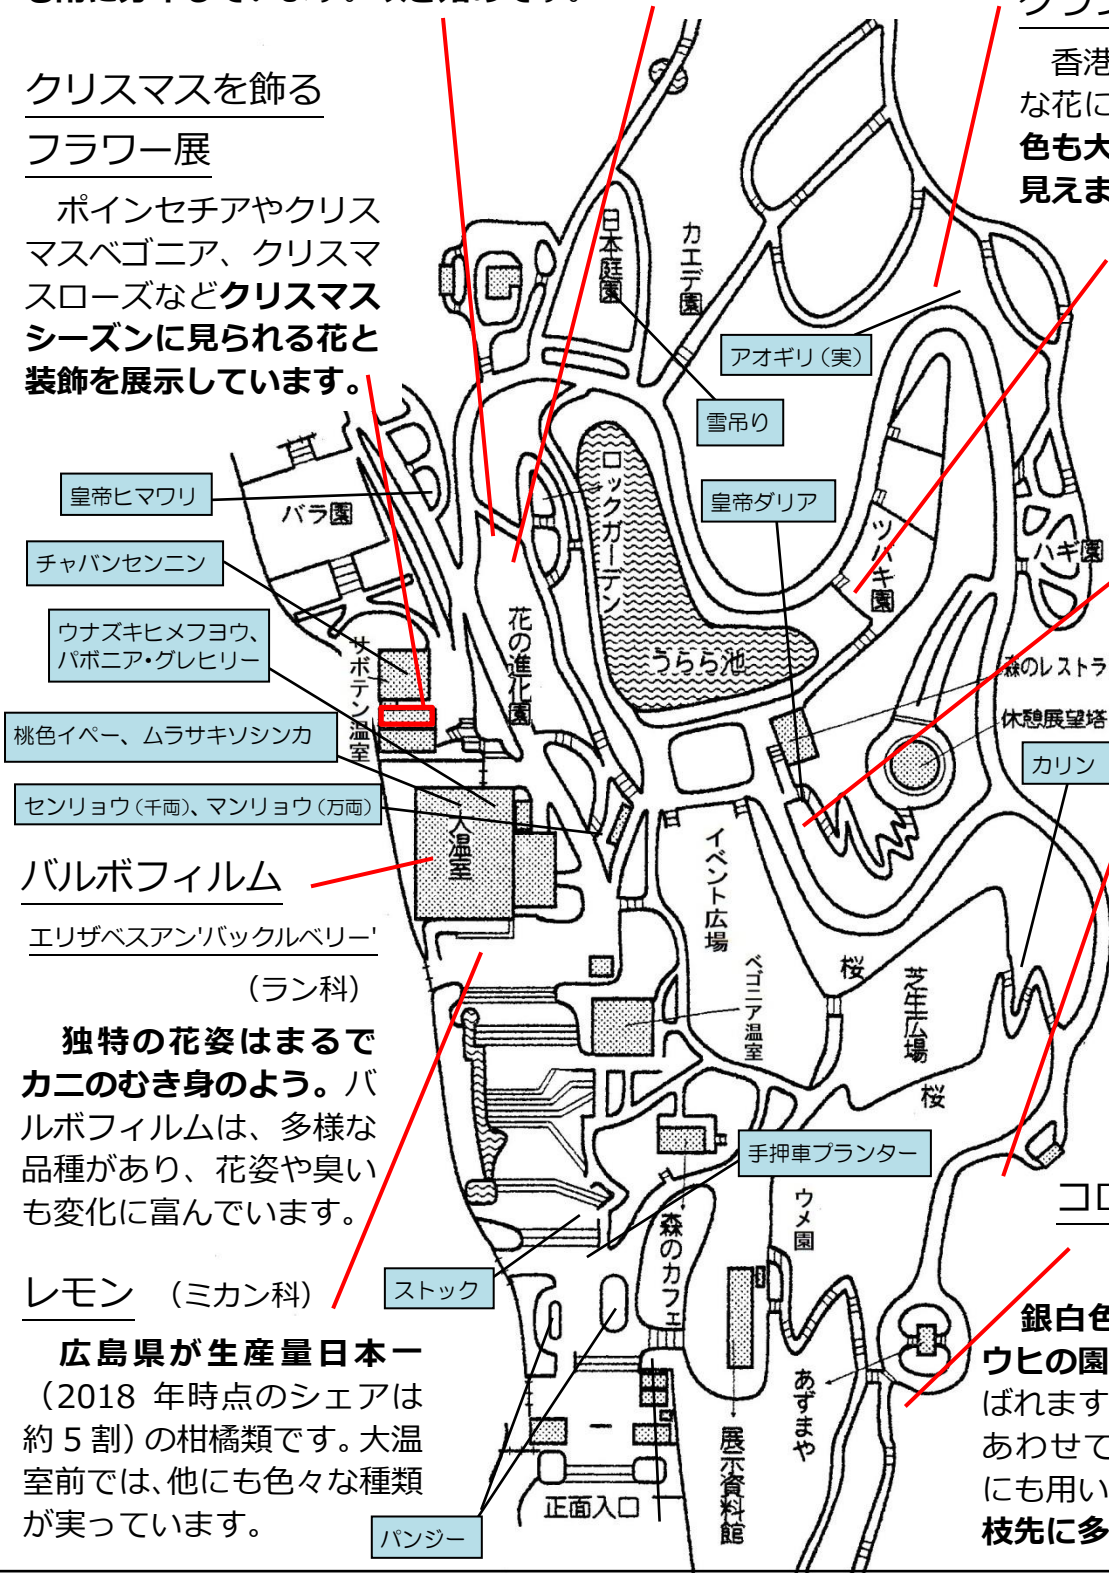 クリスマスを飾る
フラワー展
ポインセチアやクリス
マスベゴニア、クリスマ
スローズなどクリスマス
シーズンに見られる花と
装飾を展示しています。
香港
な花に
色も大
見えま
日本庭園
カエデ園
アオギリ（実）
雪吊り
皇帝ヒマワリ
バラ園
ロックガーデン
皇帝ダリア
ツバキ園
ハギ園
チャバンセンニン
ウナズキヒメフヨウ、
パボニア・グレヒリー
サボテン温室
花の進化園
うらら池
森のレストラ
休憩展望塔
カリン
桃色イペー、ムラサキソシンカ
センリョウ（千両）、マンリョウ（万両）
大温室
イベント広場
バルボフィルム
エリザベスアン'バックルベリー'
（ラン科）
独特の花姿はまるで
カニのむき身のよう。バ
ルボフィルムは、多様な
品種があり、花姿や臭い
も変化に富んでいます。
ベゴニア温室
桜
芝生広場
桜
手押車プランター
ウメ園
森のカフェ
ストック
レモン （ミカン科）
広島県が生産量日本一
（2018 年時点のシェアは
約 5 割）の柑橘類です。大温
室前では、他にも色々な種類
が実っています。
あずまや
展示資料館
正面入口
パンジー
コロ
銀白色
ウヒの園
ばれます
あわせて
にも用い
枝先に多